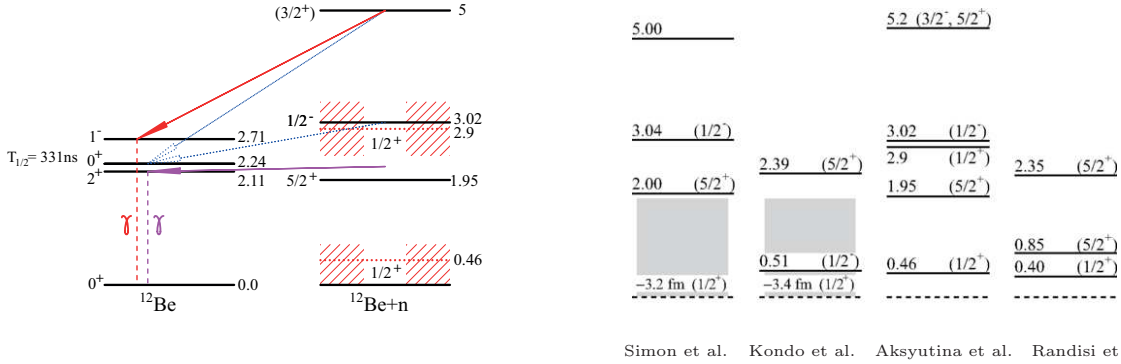 (3/2⁺) 5
1/2⁻ 3.02
2.9
1/2⁺
1⁻ 2.71
T₁/₂= 331ns 0⁺ 2.24
2⁺ 2.11
5/2⁺ 1.95
γ γ
0.46
1/2⁺
0⁺ 0.0
¹²Be ¹²Be+n
5.00
3.04 (1/2⁻)
2.00 (5/2⁺)
−3.2 fm (1/2⁺)
Simon et al.
2.39 (5/2⁺)
0.51 (1/2⁻)
−3.4 fm (1/2⁺)
Kondo et al.
5.2 (3/2⁻, 5/2⁺)
3.02 (1/2⁻)
2.9 (1/2⁺)
1.95 (5/2⁺)
0.46 (1/2⁺)
Aksyutina et al.
2.35 (5/2⁺)
0.85 (5/2⁺)
0.40 (1/2⁺)
Randisi et